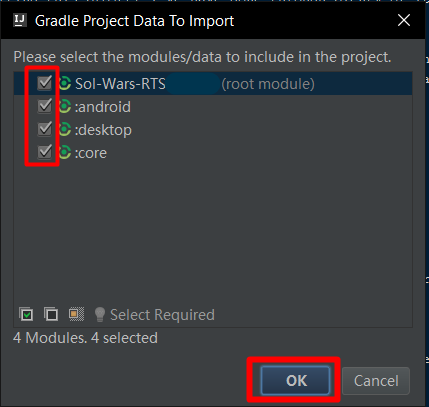 IJ Gradle Project Data To Import
Please select the modules/data to include in the project.
Sol-Wars-RTS (root module)
:android
:desktop
:core
Select Required
4 Modules. 4 selected
OK Cancel